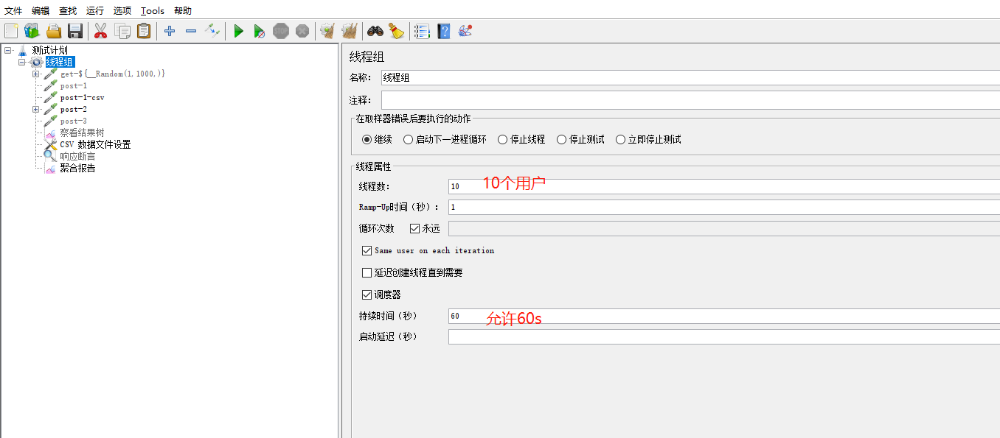 文件 编辑 查找 运行 选项 Tools 帮助
STOP
测试计划
线程组
get-${__Random(1,1000,)}
post-1
post-1-csv
post-2
post-3
察看结果树
CSV 数据文件设置
响应断言
聚合报告
线程组
名称: 线程组
注释:
在取样器错误后要执行的动作
继续 启动下一进程循环 停止线程 停止测试 立即停止测试
线程属性
线程数: 10 10个用户
Ramp-Up时间(秒): 1
循环次数 永远
Same user on each iteration
延迟创建线程直到需要
调度器
持续时间(秒) 60 允许60s
启动延迟(秒)